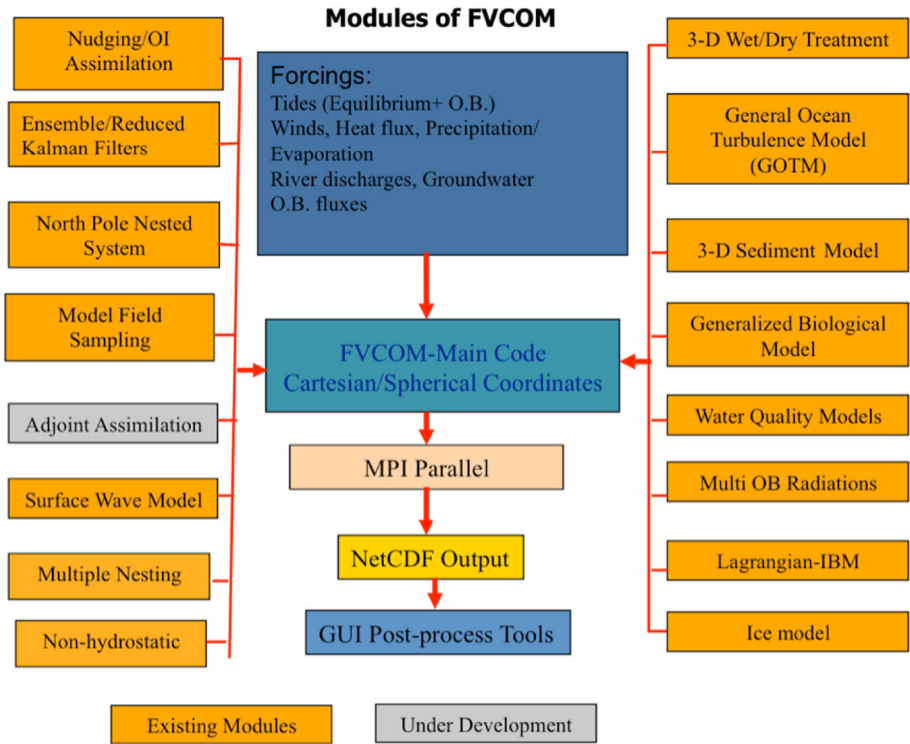 Modules of FVCOM
Nudging/OI
Assimilation
Ensemble/Reduced
Kalman Filters
North Pole Nested
System
Model Field
Sampling
Adjoint Assimilation
Surface Wave Model
Multiple Nesting
Non-hydrostatic
Forcings:
Tides (Equilibrium+ O.B.)
Winds, Heat flux, Precipitation/
Evaporation
River discharges, Groundwater
O.B. fluxes
FVCOM-Main Code
Cartesian/Spherical Coordinates
MPI Parallel
NetCDF Output
GUI Post-process Tools
3-D Wet/Dry Treatment
General Ocean
Turbulence Model
(GOTM)
3-D Sediment Model
Generalized Biological
Model
Water Quality Models
Multi OB Radiations
Lagrangian-IBM
Ice model
Existing Modules
Under Development